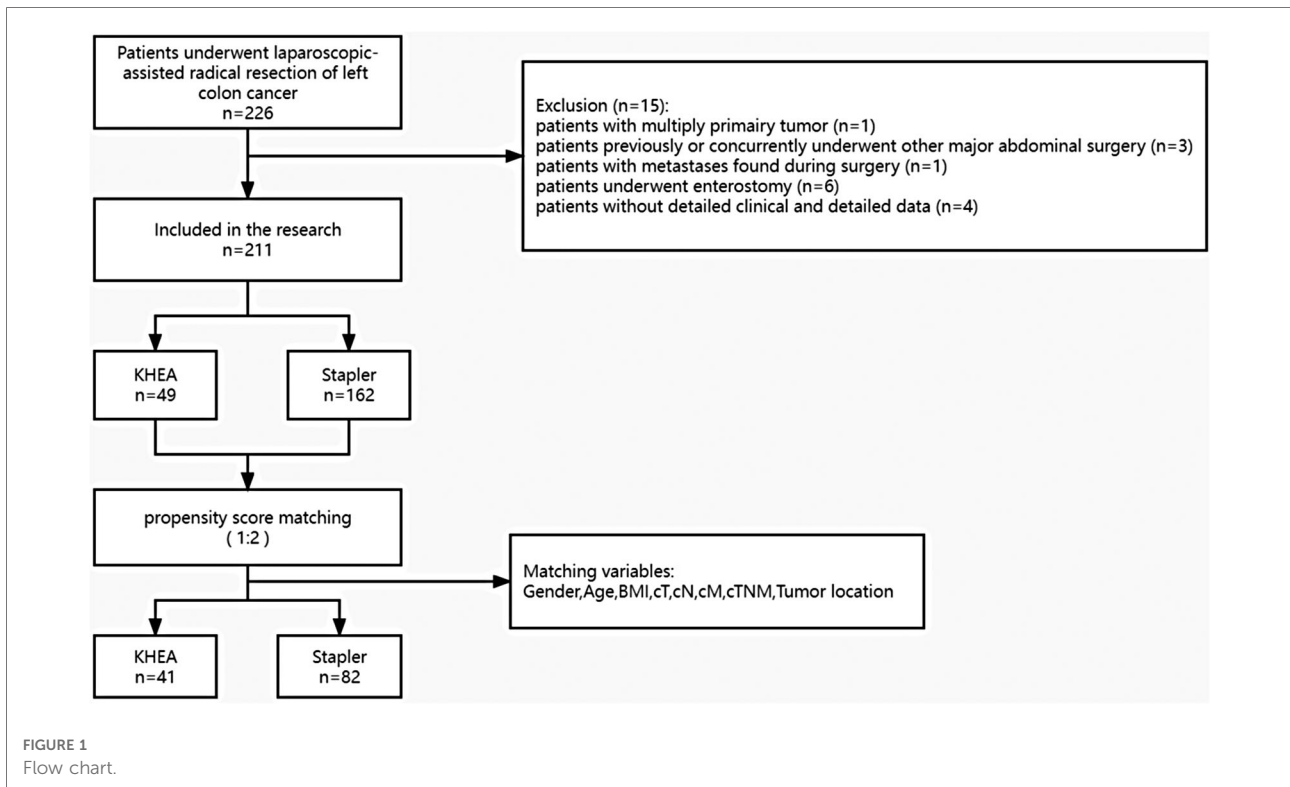 Patients underwent laparoscopic-
assisted radical resection of left
colon cancer
n=226
Exclusion (n=15):
patients with multiply primairy tumor (n=1)
patients previously or concurrently underwent other major abdominal surgery (n=3)
patients with metastases found during surgery (n=1)
patients underwent enterostomy (n=6)
patients without detailed clinical and detailed data (n=4)
Included in the research
n=211
KHEA
n=49
Stapler
n=162
propensity score matching
( 1:2 )
Matching variables:
Gender,Age,BMI,cT,cN,cM,cTNM,Tumor location
KHEA
n=41
Stapler
n=82
FIGURE 1
Flow chart.